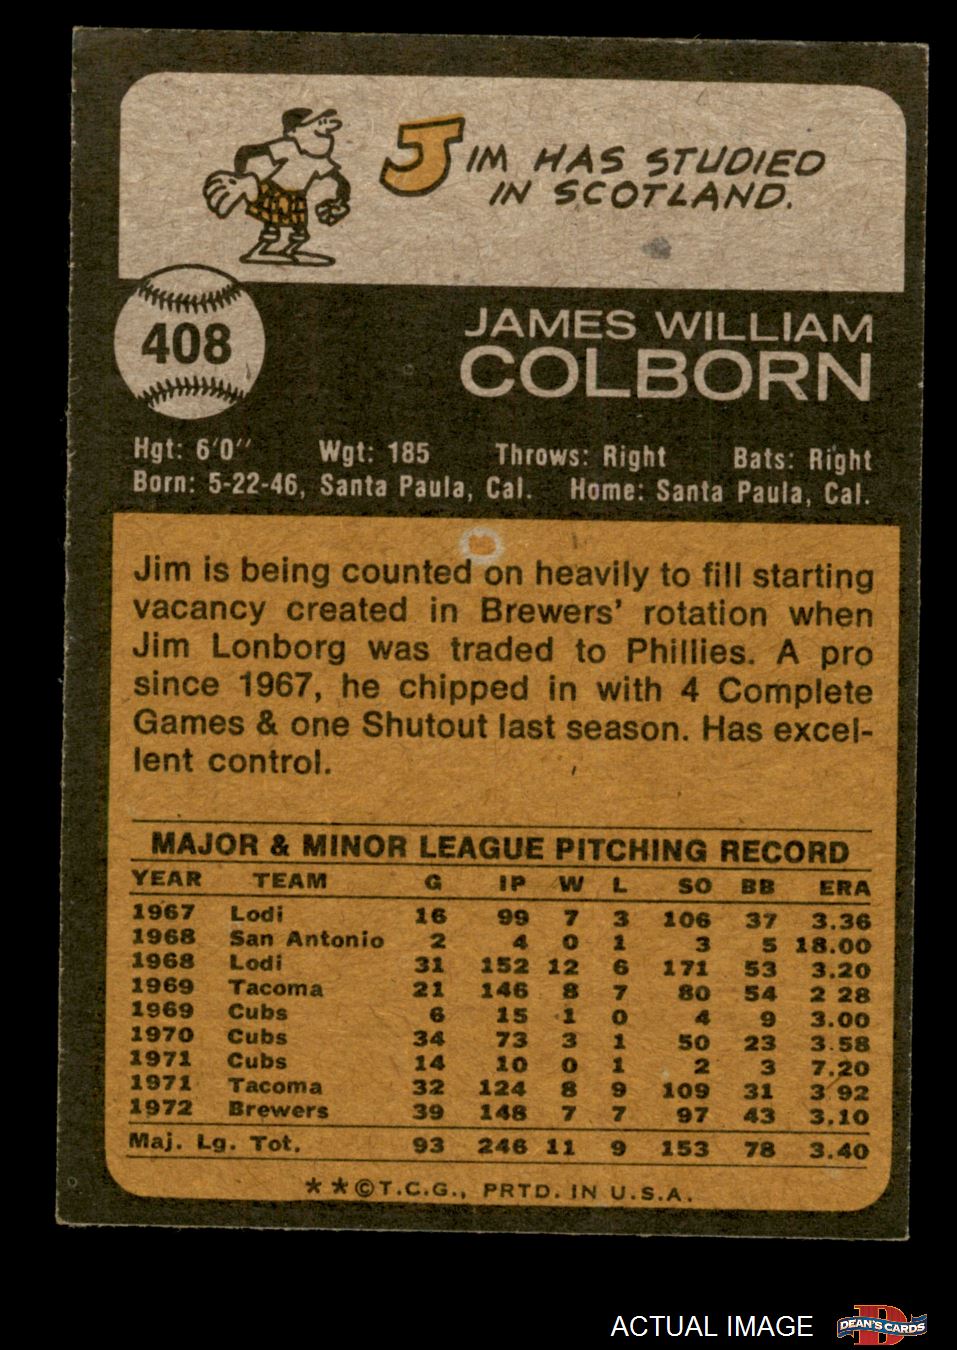 JIM HAS STUDIED
IN SCOTLAND.
408
JAMES WILLIAM
COLBORN
Hgt: 6'0" Wgt: 185 Throws: Right Bats: Right
Born: 5-22-46, Santa Paula, Cal. Home: Santa Paula, Cal.
Jim is being counted on heavily to fill starting
vacancy created in Brewers' rotation when
Jim Lonborg was traded to Phillies. A pro
since 1967, he chipped in with 4 Complete
Games & one Shutout last season. Has excel-
lent control.
MAJOR & MINOR LEAGUE PITCHING RECORD
YEAR TEAM G IP W L SO BB ERA
1967 Lodi 16 99 7 3 106 37 3.36
1968 San Antonio 2 4 0 1 3 5 18.00
1968 Lodi 31 152 12 6 171 53 3.20
1969 Tacoma 21 146 8 7 80 54 2 28
1969 Cubs 6 15 1 0 4 9 3.00
1970 Cubs 34 73 3 1 50 23 3.58
1971 Cubs 14 10 0 1 2 3 7.20
1971 Tacoma 32 124 8 9 109 31 3 92
1972 Brewers 39 148 7 7 97 43 3.10
Maj. Lg. Tot. 93 246 11 9 153 78 3.40
* * © T.C.G., PRTD. IN U.S.A.
ACTUAL IMAGE
D
DEAN'S CARDS